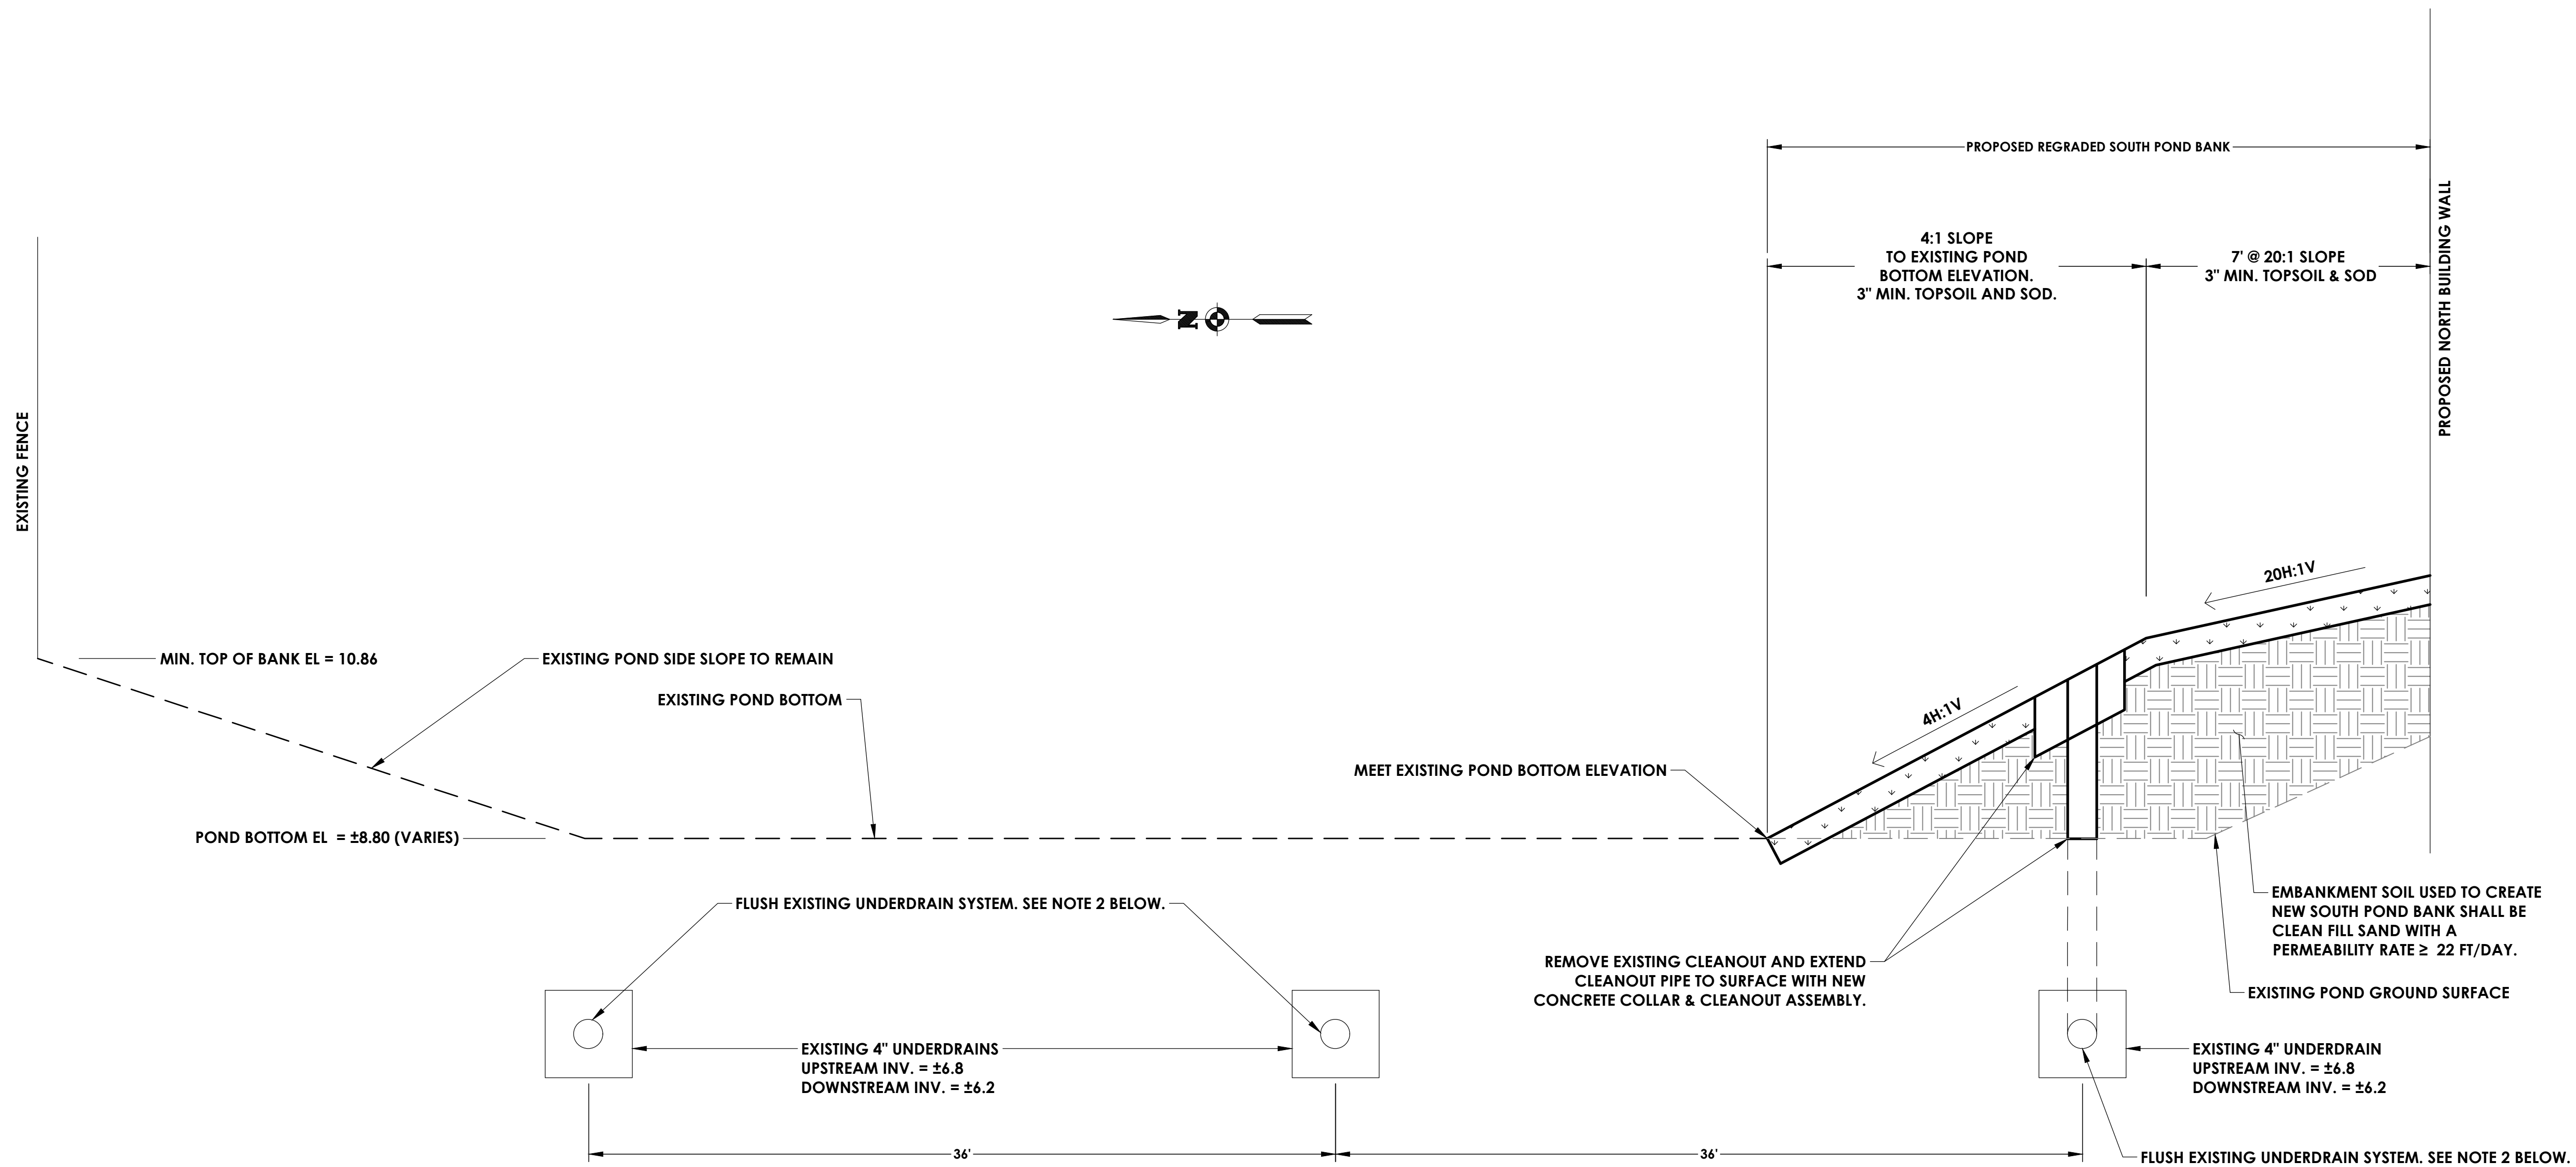 PROPOSED REGRADED SOUTH POND BANK
PROPOSED NORTH BUILDING WALL
4:1 SLOPE
TO EXISTING POND
BOTTOM ELEVATION.
3" MIN. TOPSOIL AND SOD.
7' @ 20:1 SLOPE
3" MIN. TOPSOIL & SOD
N
EXISTING FENCE
20H:1V
4H:1V
MIN. TOP OF BANK EL = 10.86
EXISTING POND SIDE SLOPE TO REMAIN
EXISTING POND BOTTOM
MEET EXISTING POND BOTTOM ELEVATION
POND BOTTOM EL = ±8.80 (VARIES)
FLUSH EXISTING UNDERDRAIN SYSTEM. SEE NOTE 2 BELOW.
EMBANKMENT SOIL USED TO CREATE
NEW SOUTH POND BANK SHALL BE
CLEAN FILL SAND WITH A
PERMEABILITY RATE ≥ 22 FT/DAY.
REMOVE EXISTING CLEANOUT AND EXTEND
CLEANOUT PIPE TO SURFACE WITH NEW
CONCRETE COLLAR & CLEANOUT ASSEMBLY.
EXISTING POND GROUND SURFACE
EXISTING 4" UNDERDRAINS
UPSTREAM INV. = ±6.8
DOWNSTREAM INV. = ±6.2
EXISTING 4" UNDERDRAIN
UPSTREAM INV. = ±6.8
DOWNSTREAM INV. = ±6.2
36'
36'
FLUSH EXISTING UNDERDRAIN SYSTEM. SEE NOTE 2 BELOW.